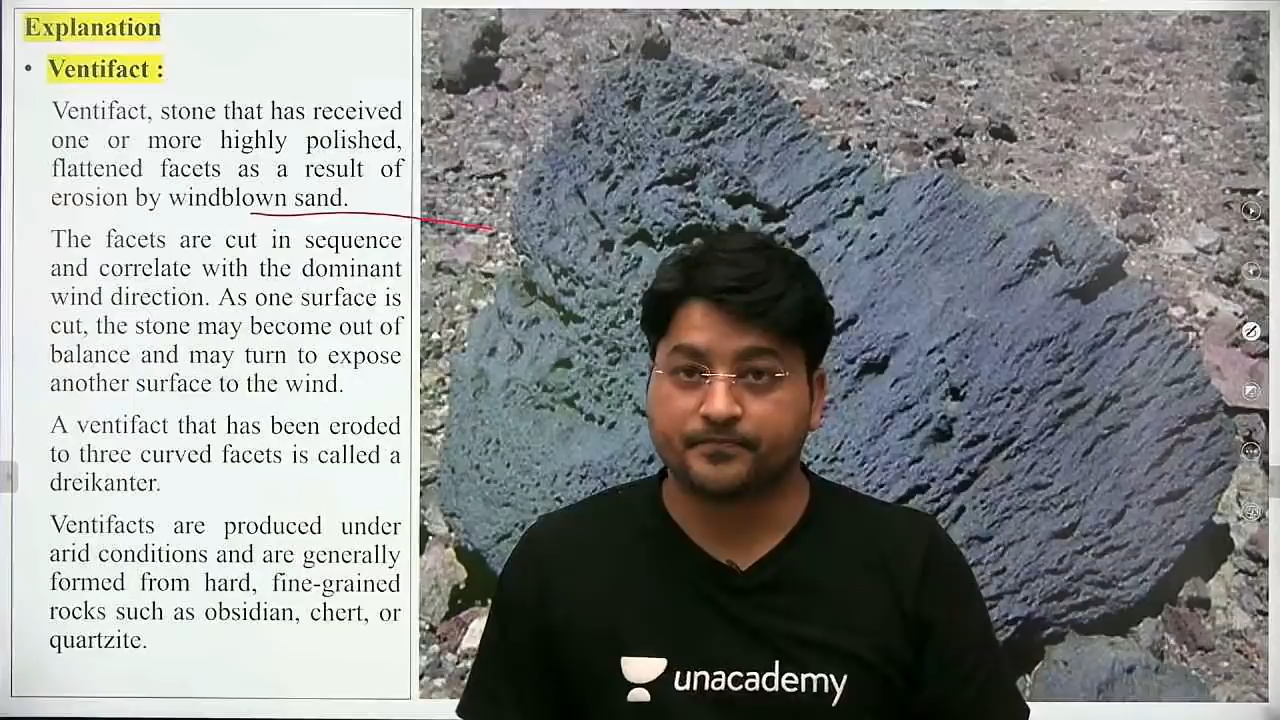 Explanation
• Ventifact :
Ventifact, stone that has received
one or more highly polished,
flattened facets as a result of
erosion by windblown sand.
The facets are cut in sequence
and correlate with the dominant
wind direction. As one surface is
cut, the stone may become out of
balance and may turn to expose
another surface to the wind.
A ventifact that has been eroded
to three curved facets is called a
dreikanter.
Ventifacts are produced under
arid conditions and are generally
formed from hard, fine-grained
rocks such as obsidian, chert, or
quartzite.
unacademy